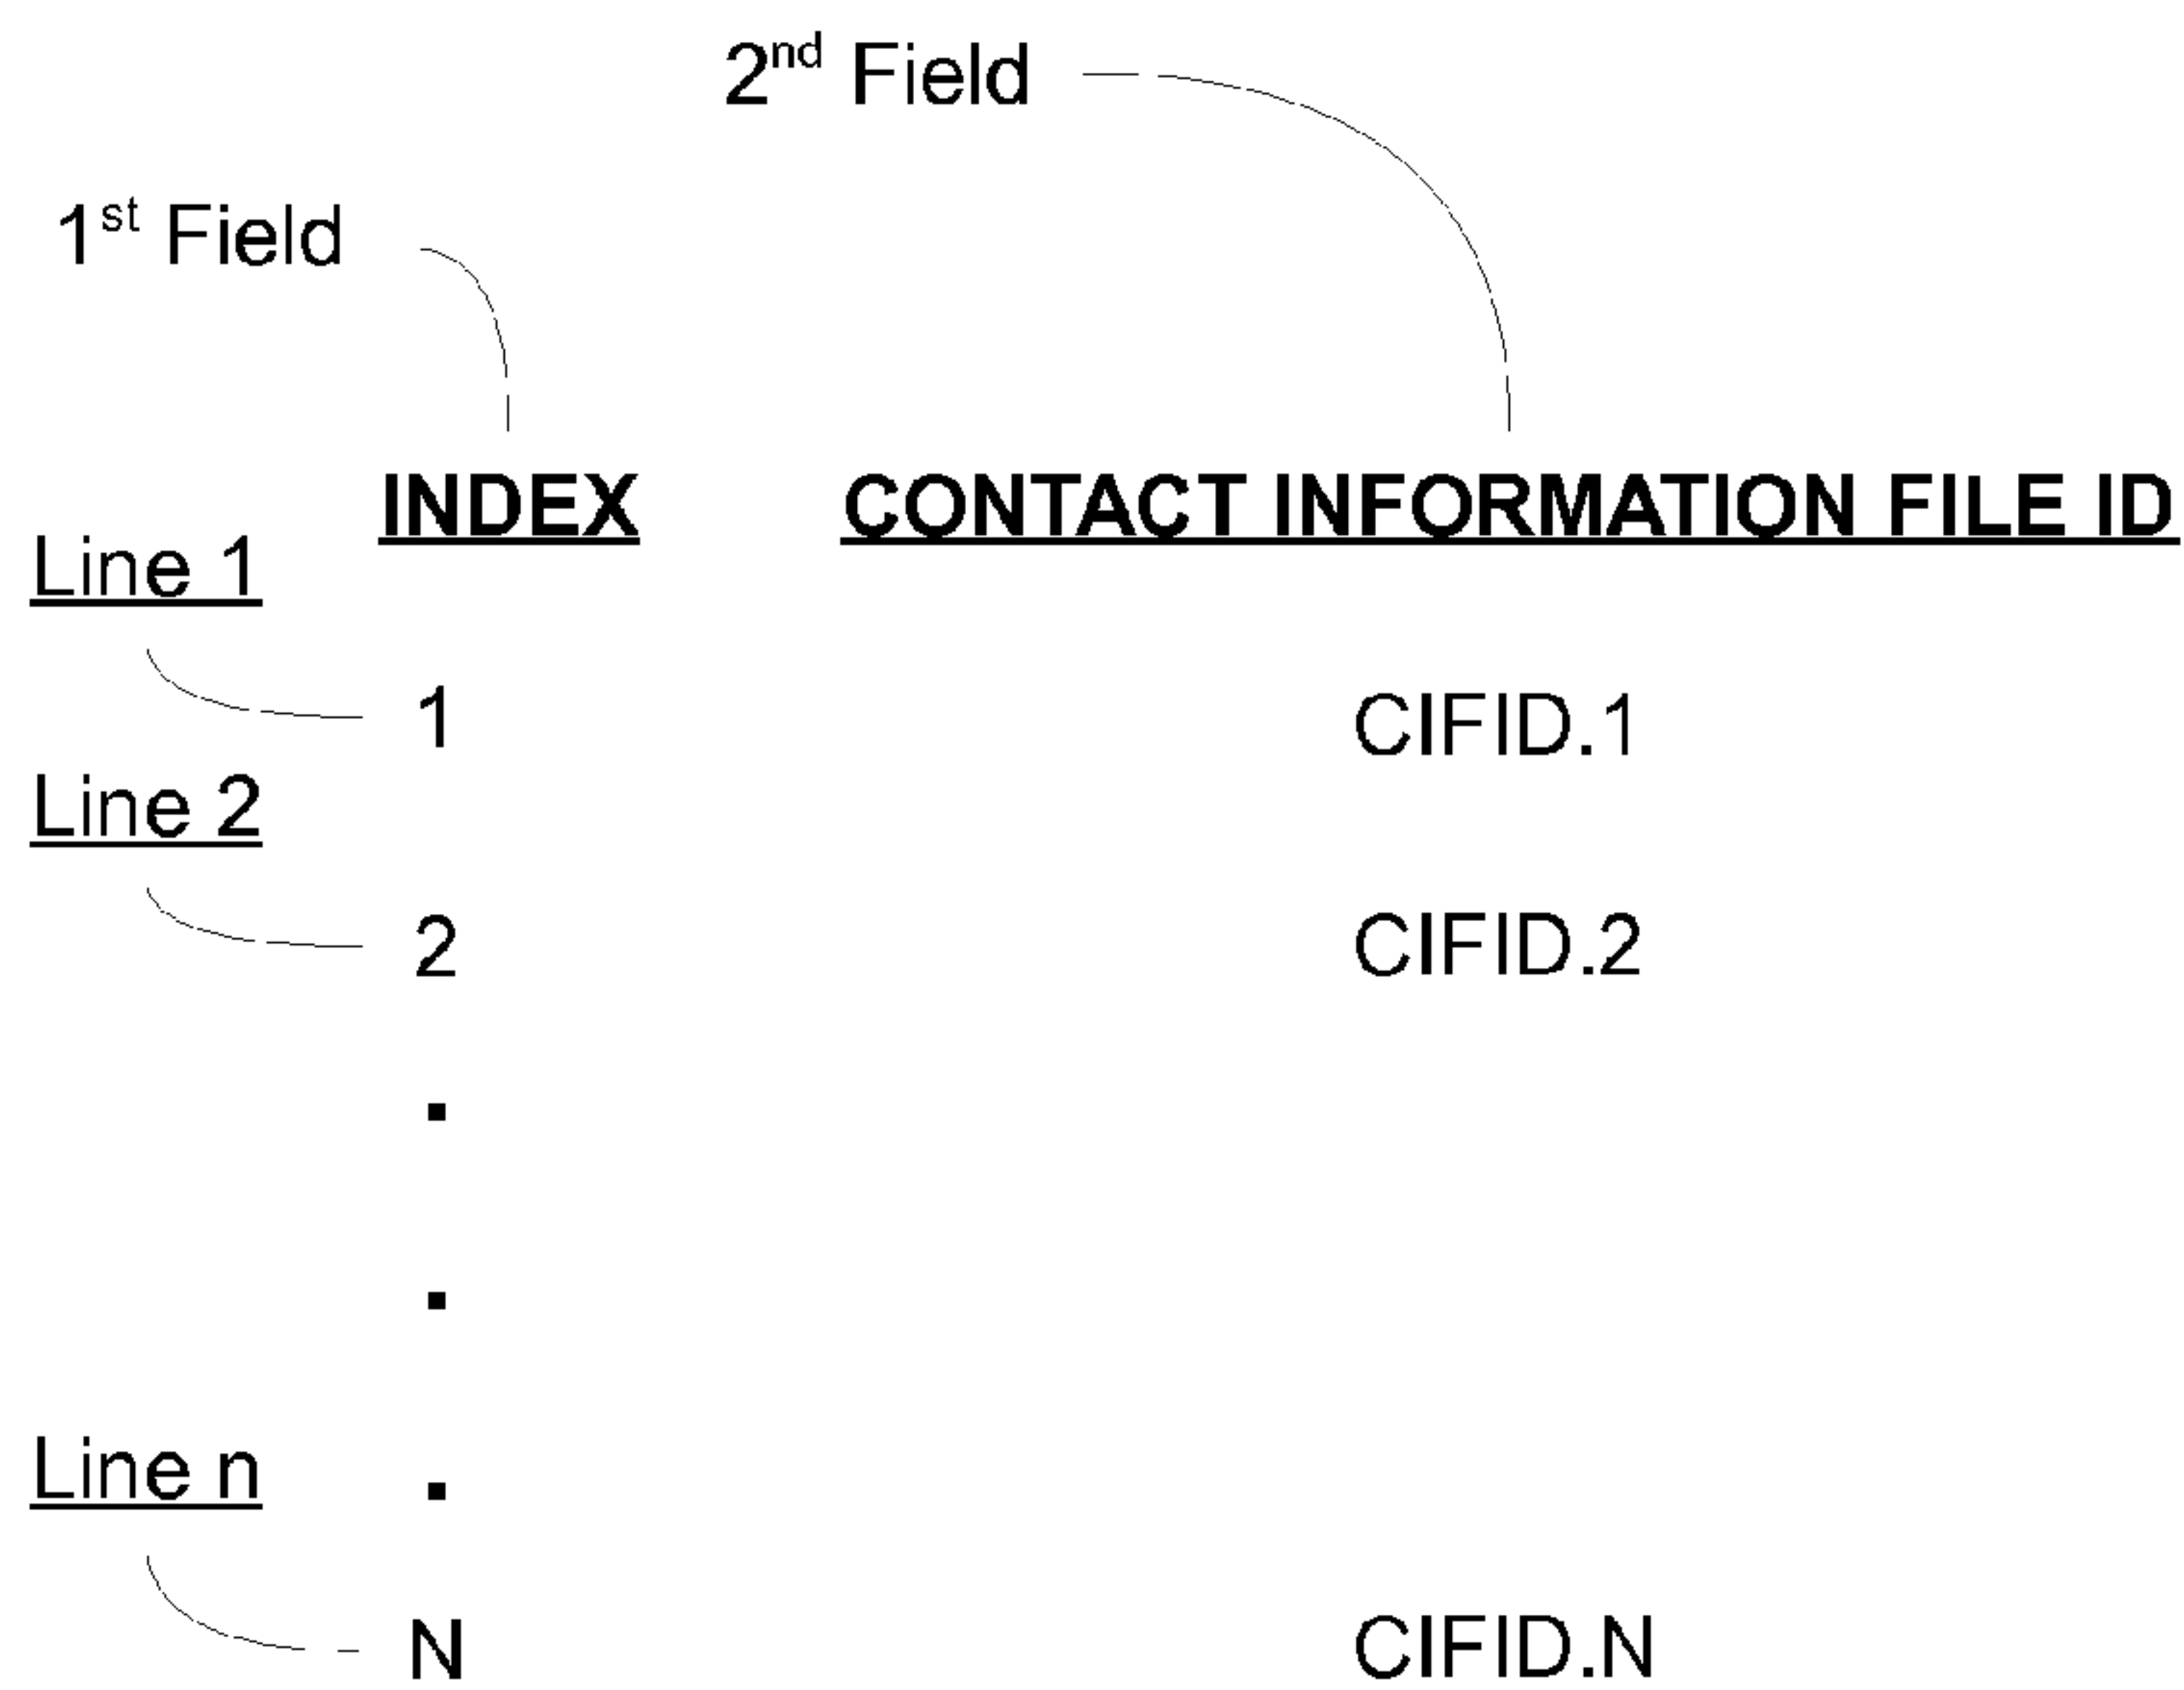 2nd Field
1st Field
INDEX CONTACT INFORMATION FILE ID
Line 1
1 CIFID.1
Line 2
2 CIFID.2
.
.
Line n
.
N CIFID.N